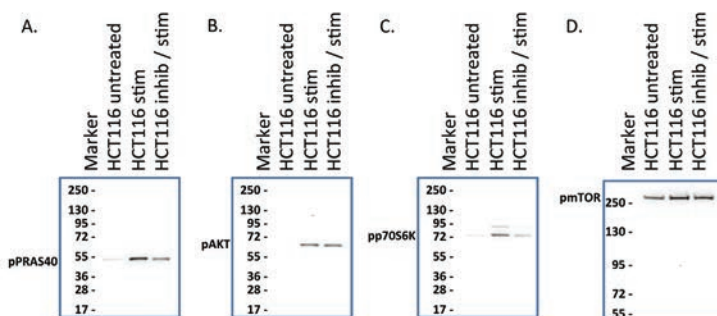 A.
Marker
HCT116 untreated
HCT116 stim
HCT116 inhib / stim
250 -
130 -
95 -
72 -
55 -
36 -
28 -
17 -
pPRAS40
B.
Marker
HCT116 untreated
HCT116 stim
HCT116 inhib / stim
250 -
130 -
95 -
72 -
55 -
36 -
28 -
17 -
pAKT
C.
Marker
HCT116 untreated
HCT116 stim
HCT116 inhib / stim
250 -
130 -
95 -
72 -
55 -
36 -
28 -
17 -
pp70S6K
D.
Marker
HCT116 untreated
HCT116 stim
HCT116 inhib / stim
pmTOR
250 -
130 -
95 -
72 -
55 -